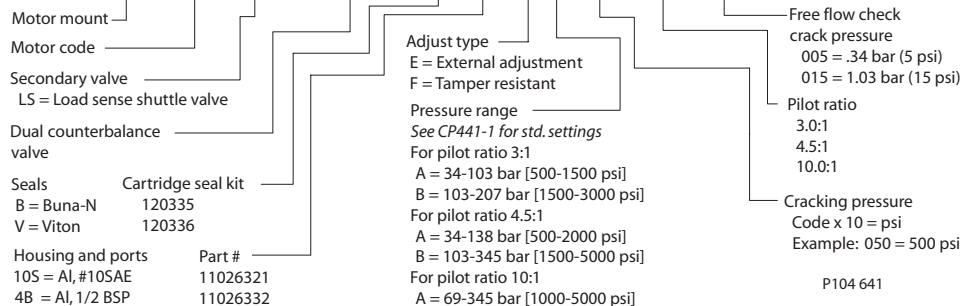 Motor mount
Motor code
Secondary valve
LS = Load sense shuttle valve
Dual counterbalance
valve
Seals Cartridge seal kit
B = Buna-N 120335
V = Viton 120336
Housing and ports Part #
10S = Al, #10SAE 11026321
4B = Al, 1/2 BSP 11026332
Adjust type
E = External adjustment
F = Tamper resistant
Pressure range
See CP441-1 for std. settings
For pilot ratio 3:1
A = 34-103 bar [500-1500 psi]
B = 103-207 bar [1500-3000 psi]
For pilot ratio 4.5:1
A = 34-138 bar [500-2000 psi]
B = 103-345 bar [1500-5000 psi]
For pilot ratio 10:1
A = 69-345 bar [1000-5000 psi]
Free flow check
crack pressure
005 = .34 bar (5 psi)
015 = 1.03 bar (15 psi)
Pilot ratio
3.0:1
4.5:1
10.0:1
Cracking pressure
Code x 10 = psi
Example: 050 = 500 psi
P104 641